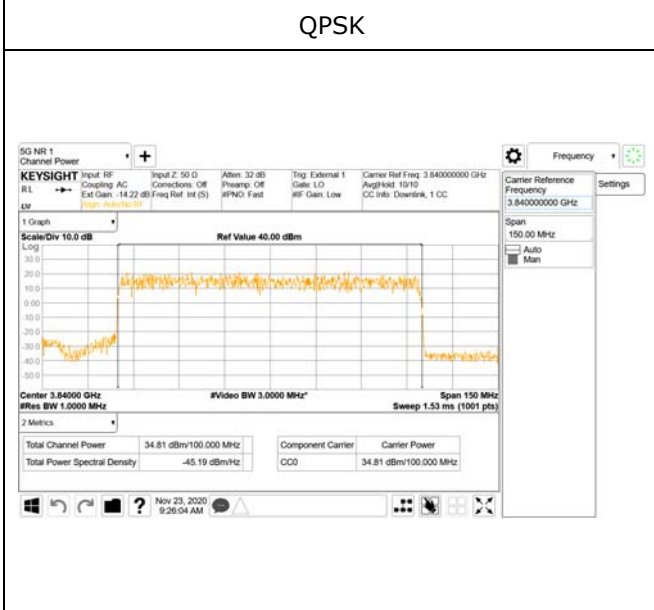 QPSK
5G NR 1
Channel Power
Frequency
KEYSIGHT
RL
Input: RF
Coupling: AC
Ext Gain: -14.22 dB
Align: Auto/No RF
Input Z: 50 Ω
Corrections: Off
Freq Ref: Int (S)
Atten: 32 dB
Preamp: Off
#PNO: Fast
Trig: External 1
Gate: LO
#IF Gain: Low
Carrier Ref Freq: 3.840000000 GHz
Avg|Hold: 10/10
CC Info: Downlink, 1 CC
Carrier Reference
Frequency
3.840000000 GHz
Settings
Span
150.00 MHz
Auto
Man
1 Graph
Scale/Div 10.0 dB
Ref Value 40.00 dBm
Log
30.0
20.0
10.0
0.00
-10.0
-20.0
-30.0
-40.0
-50.0
Center 3.84000 GHz
#Video BW 3.0000 MHz*
Span 150 MHz
#Res BW 1.0000 MHz
Sweep 1.53 ms (1001 pts)
2 Metrics
Total Channel Power 34.81 dBm/100.000 MHz
Total Power Spectral Density -45.19 dBm/Hz
Component Carrier Carrier Power
CC0 34.81 dBm/100.000 MHz
?
Nov 23, 2020
9:26:04 AM